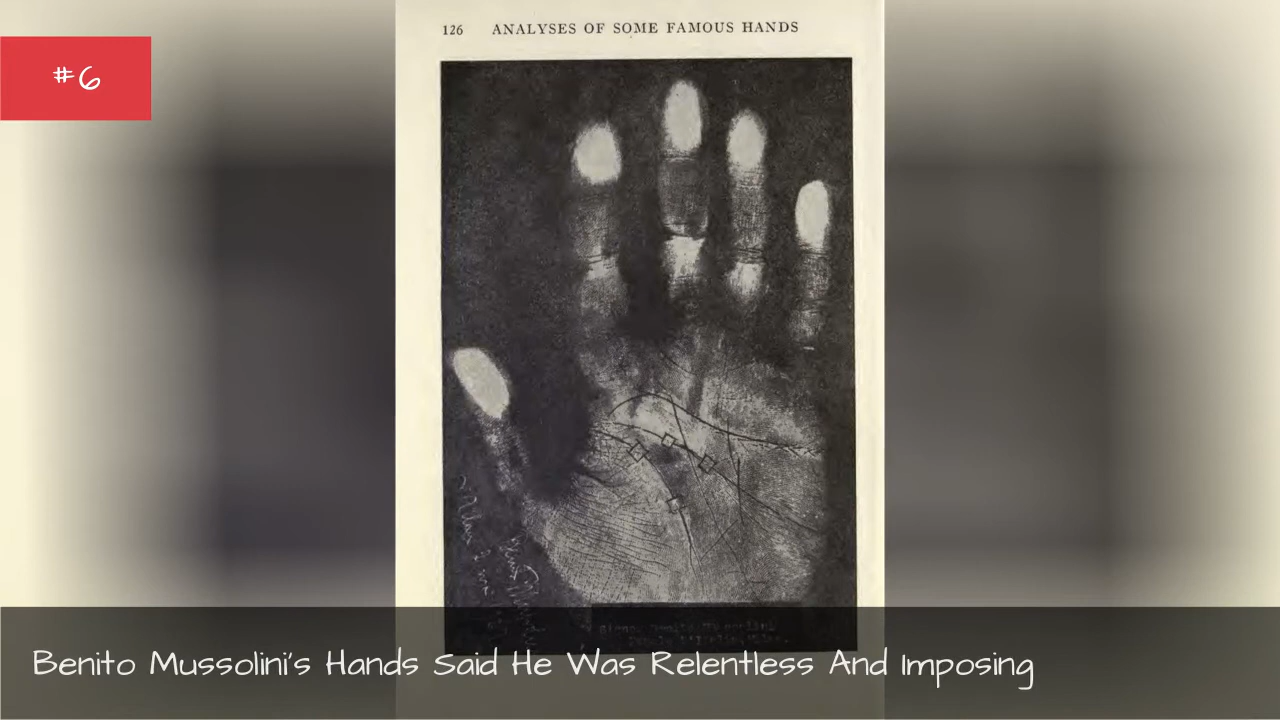 126 ANALYSES OF SOME FAMOUS HANDS
#6
Benito Mussolini's Hands Said He Was Relentless And Imposing